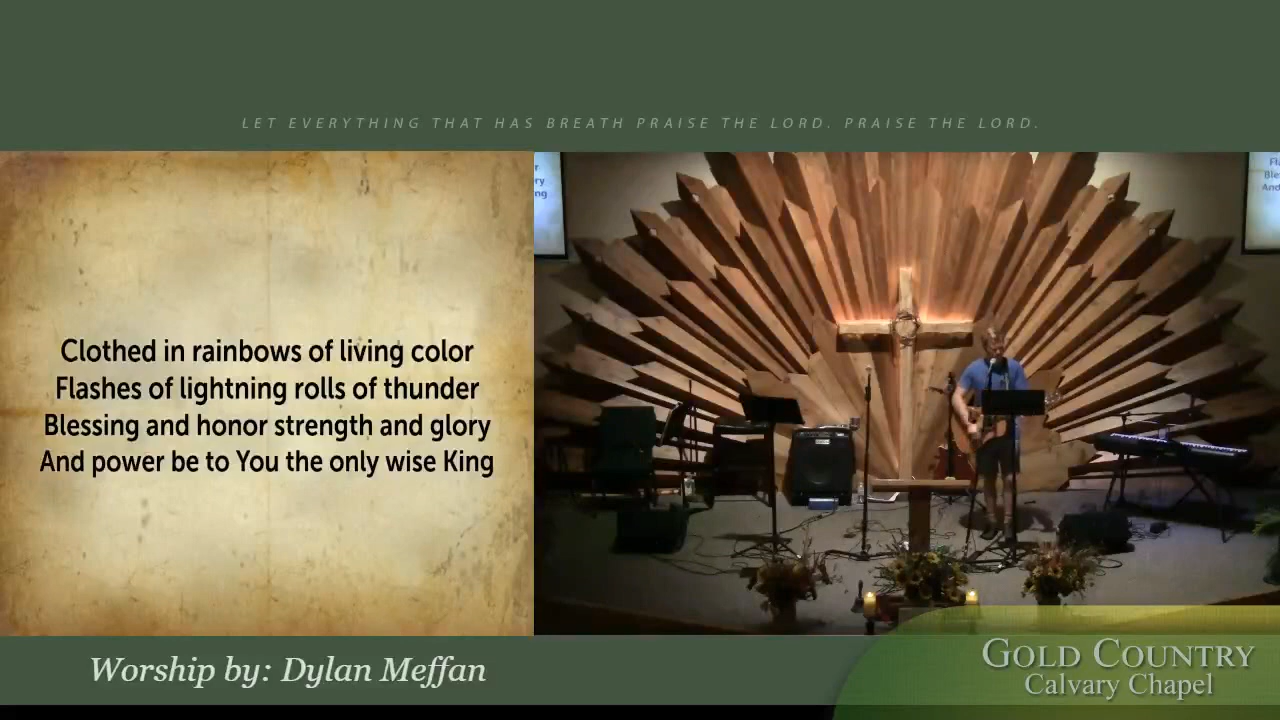 LET EVERYTHING THAT HAS BREATH PRAISE THE LORD. PRAISE THE LORD.
Clothed in rainbows of living color
Flashes of lightning rolls of thunder
Blessing and honor strength and glory
And power be to You the only wise King
Worship by: Dylan Meffan
GOLD COUNTRY
Calvary Chapel